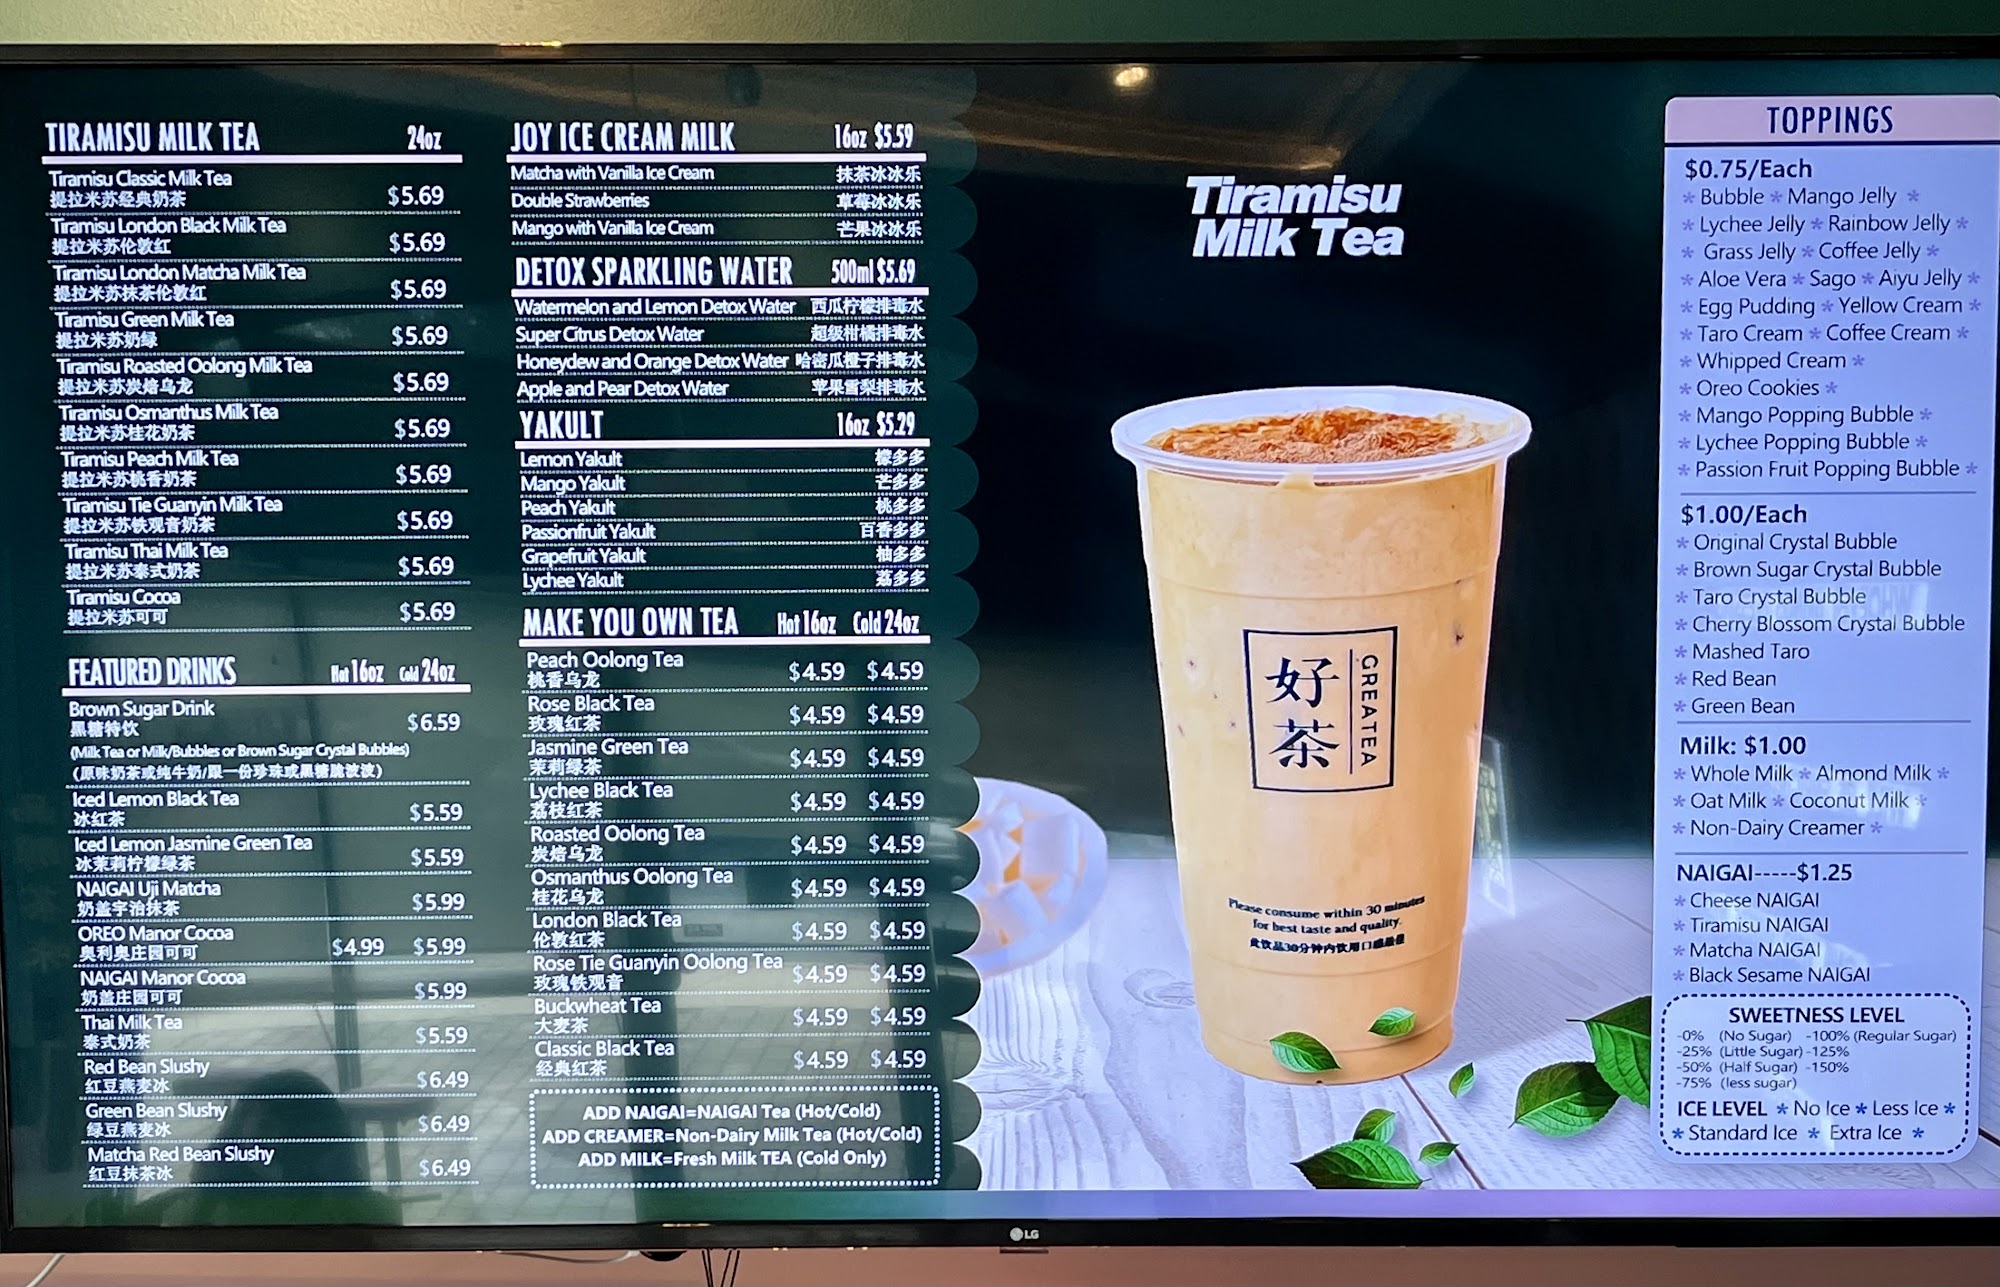 TIRAMISU MILK TEA 24oz
Tiramisu Classic Milk Tea
提拉米苏经典奶茶 $5.69
Tiramisu London Black Milk Tea
提拉米苏伦敦红 $5.69
Tiramisu London Matcha Milk Tea
提拉米苏抹茶伦敦红 $5.69
Tiramisu Green Milk Tea
提拉米苏奶绿 $5.69
Tiramisu Roasted Oolong Milk Tea
提拉米苏炭焙乌龙 $5.69
Tiramisu Osmanthus Milk Tea
提拉米苏桂花奶茶 $5.69
Tiramisu Peach Milk Tea
提拉米苏桃香奶茶 $5.69
Tiramisu Tie Guanyin Milk Tea
提拉米苏铁观音奶茶 $5.69
Tiramisu Thai Milk Tea
提拉米苏泰式奶茶 $5.69
Tiramisu Cocoa
提拉米苏可可 $5.69
FEATURED DRINKS Hot 16oz Cold 24oz
Brown Sugar Drink
黑糖特饮 $6.59
(Milk Tea or Milk/Bubbles or Brown Sugar Crystal Bubbles)
(原味奶茶或纯牛奶/跟一份珍珠或黑糖脆波波)
Iced Lemon Black Tea
冰红茶 $5.59
Iced Lemon Jasmine Green Tea
冰茉莉柠檬绿茶 $5.59
NAIGAI Uji Matcha
奶盖宇治抹茶 $5.99
OREO Manor Cocoa
奥利奥庄园可可 $4.99 $5.99
NAIGAI Manor Cocoa
奶盖庄园可可 $5.99
Thai Milk Tea
泰式奶茶 $5.59
Red Bean Slushy
红豆燕麦冰 $6.49
Green Bean Slushy
绿豆燕麦冰 $6.49
Matcha Red Bean Slushy
红豆抹茶冰 $6.49
JOY ICE CREAM MILK 16oz $5.59
Matcha with Vanilla Ice Cream 抹茶冰冰乐
Double Strawberries 草莓冰冰乐
Mango with Vanilla Ice Cream 芒果冰冰乐
DETOX SPARKLING WATER 500ml $5.69
Watermelon and Lemon Detox Water 西瓜柠檬排毒水
Super Citrus Detox Water 超级柑橘排毒水
Honeydew and Orange Detox Water 哈密瓜橙子排毒水
Apple and Pear Detox Water 苹果雪梨排毒水
YAKULT 16oz $5.29
Lemon Yakult 檬多多
Mango Yakult 芒多多
Peach Yakult 桃多多
Passionfruit Yakult 百香多多
Grapefruit Yakult 柚多多
Lychee Yakult 荔多多
MAKE YOU OWN TEA Hot 16oz Cold 24oz
Peach Oolong Tea
桃香乌龙 $4.59 $4.59
Rose Black Tea
玫瑰红茶 $4.59 $4.59
Jasmine Green Tea
茉莉绿茶 $4.59 $4.59
Lychee Black Tea
荔枝红茶 $4.59 $4.59
Roasted Oolong Tea
炭焙乌龙 $4.59 $4.59
Osmanthus Oolong Tea
桂花乌龙 $4.59 $4.59
London Black Tea
伦敦红茶 $4.59 $4.59
Rose Tie Guanyin Oolong Tea
玫瑰铁观音 $4.59 $4.59
Buckwheat Tea
大麦茶 $4.59 $4.59
Classic Black Tea
经典红茶 $4.59 $4.59
ADD NAIGAI=NAIGAI Tea (Hot/Cold)
ADD CREAMER=Non-Dairy Milk Tea (Hot/Cold)
ADD MILK=Fresh Milk TEA (Cold Only)
Tiramisu
Milk Tea
好茶
GREATEA
Please consume within 30 minutes
for best taste and quality.
此饮品30分钟内饮用口感最佳
TOPPINGS
$0.75/Each
* Bubble * Mango Jelly *
* Lychee Jelly * Rainbow Jelly *
* Grass Jelly * Coffee Jelly *
* Aloe Vera * Sago * Aiyu Jelly *
* Egg Pudding * Yellow Cream *
* Taro Cream * Coffee Cream *
* Whipped Cream *
* Oreo Cookies *
* Mango Popping Bubble *
* Lychee Popping Bubble *
* Passion Fruit Popping Bubble *
$1.00/Each
* Original Crystal Bubble
* Brown Sugar Crystal Bubble
* Taro Crystal Bubble
* Cherry Blossom Crystal Bubble
* Mashed Taro
* Red Bean
* Green Bean
Milk: $1.00
* Whole Milk * Almond Milk *
* Oat Milk * Coconut Milk *
* Non-Dairy Creamer *
NAIGAI-----$1.25
* Cheese NAIGAI
* Tiramisu NAIGAI
* Matcha NAIGAI
* Black Sesame NAIGAI
SWEETNESS LEVEL
-0% (No Sugar) -100% (Regular Sugar)
-25% (Little Sugar) -125%
-50% (Half Sugar) -150%
-75% (less sugar)
ICE LEVEL * No Ice * Less Ice *
* Standard Ice * Extra Ice *
LG